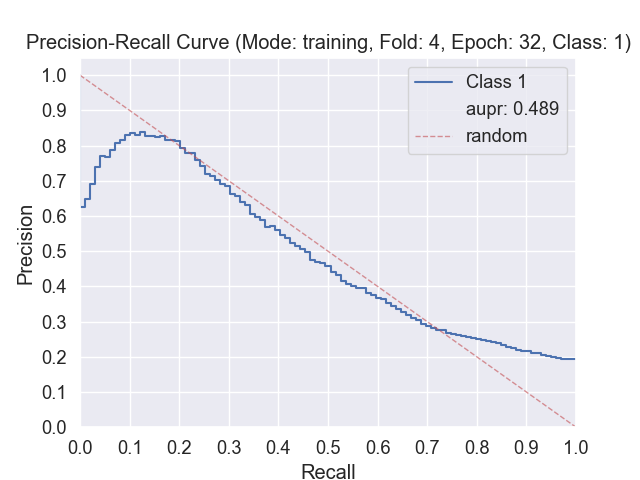 Precision-Recall Curve (Mode: training, Fold: 4, Epoch: 32, Class: 1)
1.0
0.9
0.8
0.7
0.6
0.5
0.4
0.3
0.2
0.1
0.0
Precision
Class 1
aupr: 0.489
random
0.0 0.1 0.2 0.3 0.4 0.5 0.6 0.7 0.8 0.9 1.0
Recall